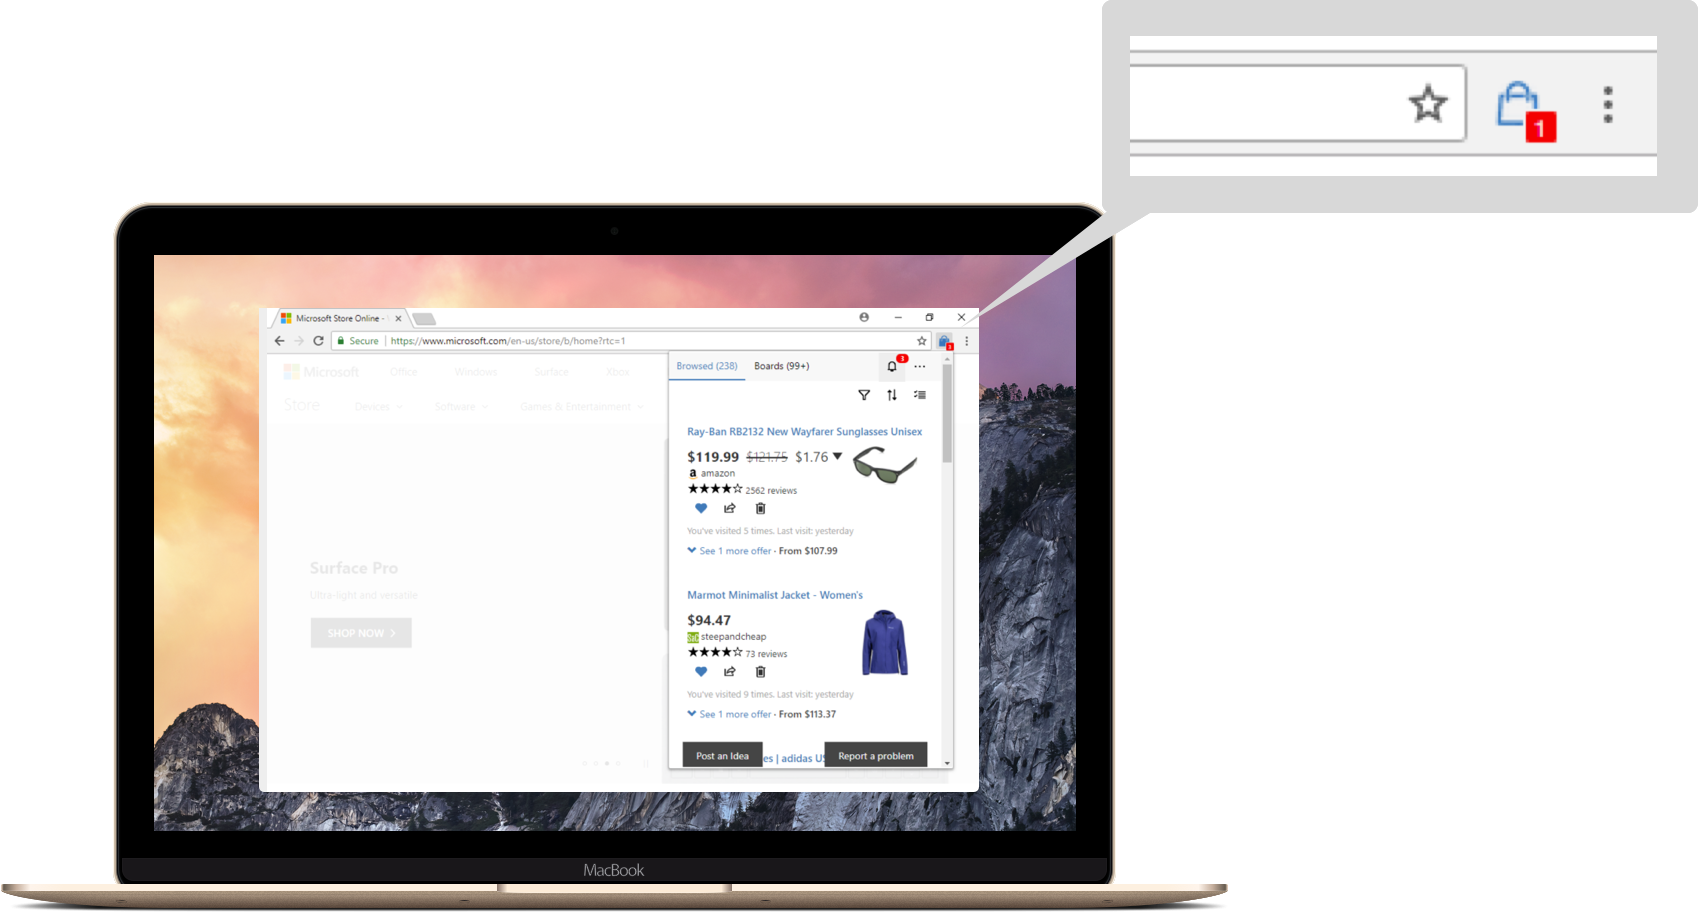 1
Microsoft Store Online -
Secure
https://www.microsoft.com/en-us/store/b/home?rtc=1
Microsoft Office Windows Surface Xbox
Store Devices Software Games & Entertainment
Browsed (238) Boards (99+) 3
Ray-Ban RB2132 New Wayfarer Sunglasses Unisex
$119.99 $121.75 $1.76
a amazon
2562 reviews
You've visited 5 times. Last visit: yesterday
See 1 more offer · From $107.99
Surface Pro
Ultra-light and versatile
SHOP NOW
Marmot Minimalist Jacket - Women's
$94.47
steepandcheap
73 reviews
You've visited 9 times. Last visit: yesterday
See 1 more offer · From $113.37
Post an Idea es | adidas US Report a problem
MacBook